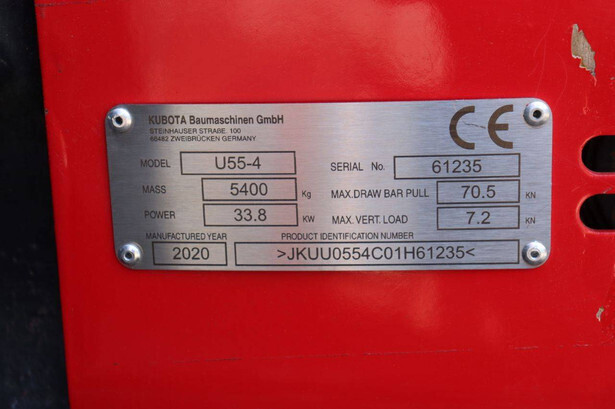 KUBOTA Baumaschinen GmbH
STEINHAUSER STRAßE. 100
66482 ZWEIBRÜCKEN GERMANY
CE
MODEL U55-4 SERIAL No. 61235
MASS 5400 Kg MAX.DRAW BAR PULL 70.5 KN
POWER 33.8 KW MAX. VERT. LOAD 7.2 KN
MANUFACTURED YEAR PRODUCT IDENTIFICATION NUMBER
2020 >JKUU0554C01H61235<